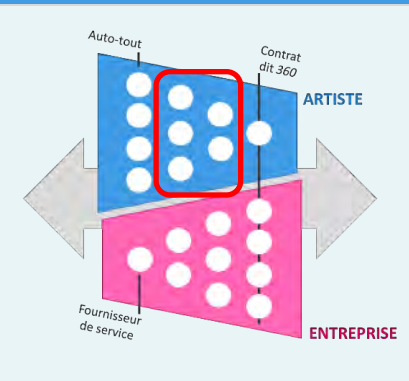 Auto-tout
Contrat
dit 360
ARTISTE
Fournisseur
de service
ENTREPRISE